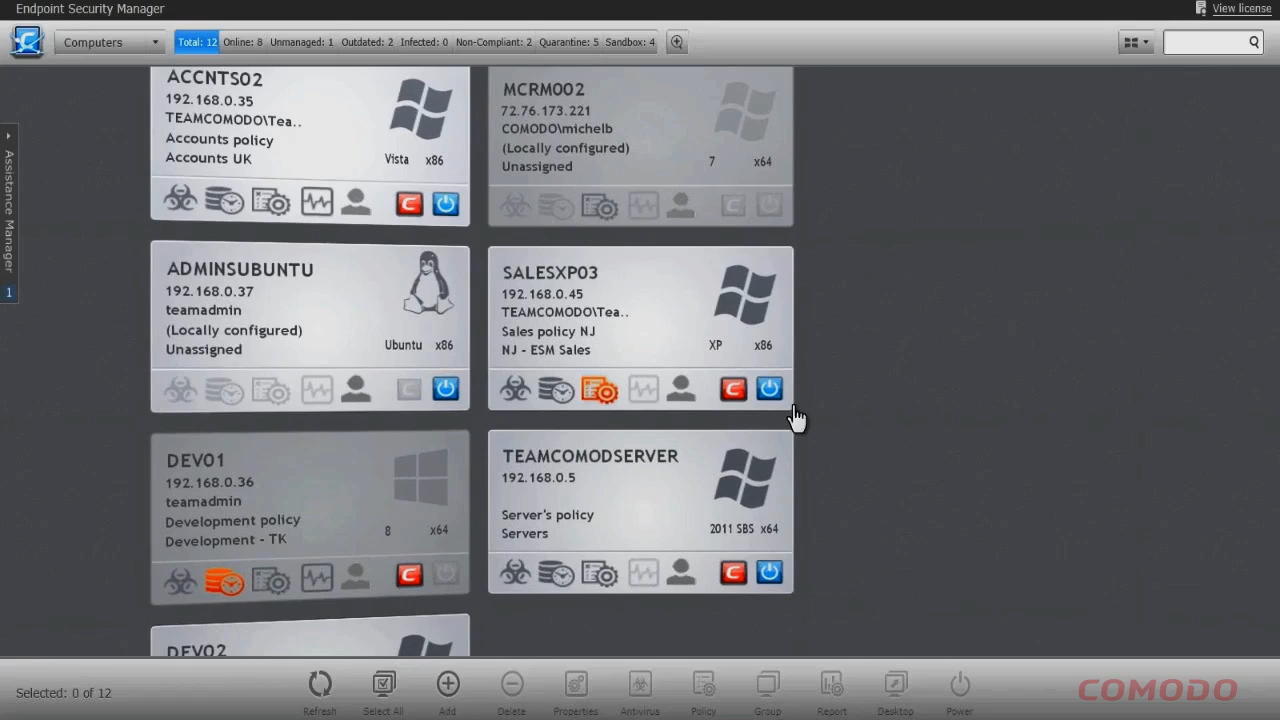 Endpoint Security Manager
View license
Computers
Total: 12 Online: 8 Unmanaged: 1 Outdated: 2 Infected: 0 Non-Compliant: 2 Quarantine: 5 Sandbox: 4
Assistance Manager
1
ACCNTS02
192.168.0.35
TEAMCOMODO\Tea..
Accounts policy
Accounts UK
Vista x86
MCRM002
72.76.173.221
COMODO\michelb
(Locally configured)
Unassigned
7 x64
ADMINSUBUNTU
192.168.0.37
teamadmin
(Locally configured)
Unassigned
Ubuntu x86
SALESXP03
192.168.0.45
TEAMCOMODO\Tea..
Sales policy NJ
NJ - ESM Sales
XP x86
DEV01
192.168.0.36
teamadmin
Development policy
Development - TK
8 x64
TEAMCOMODSERVER
192.168.0.5
Server's policy
Servers
2011 SBS x64
DEV02
Selected: 0 of 12
Refresh Select All Add Delete Properties Antivirus Policy Group Report Desktop Power
COMODO